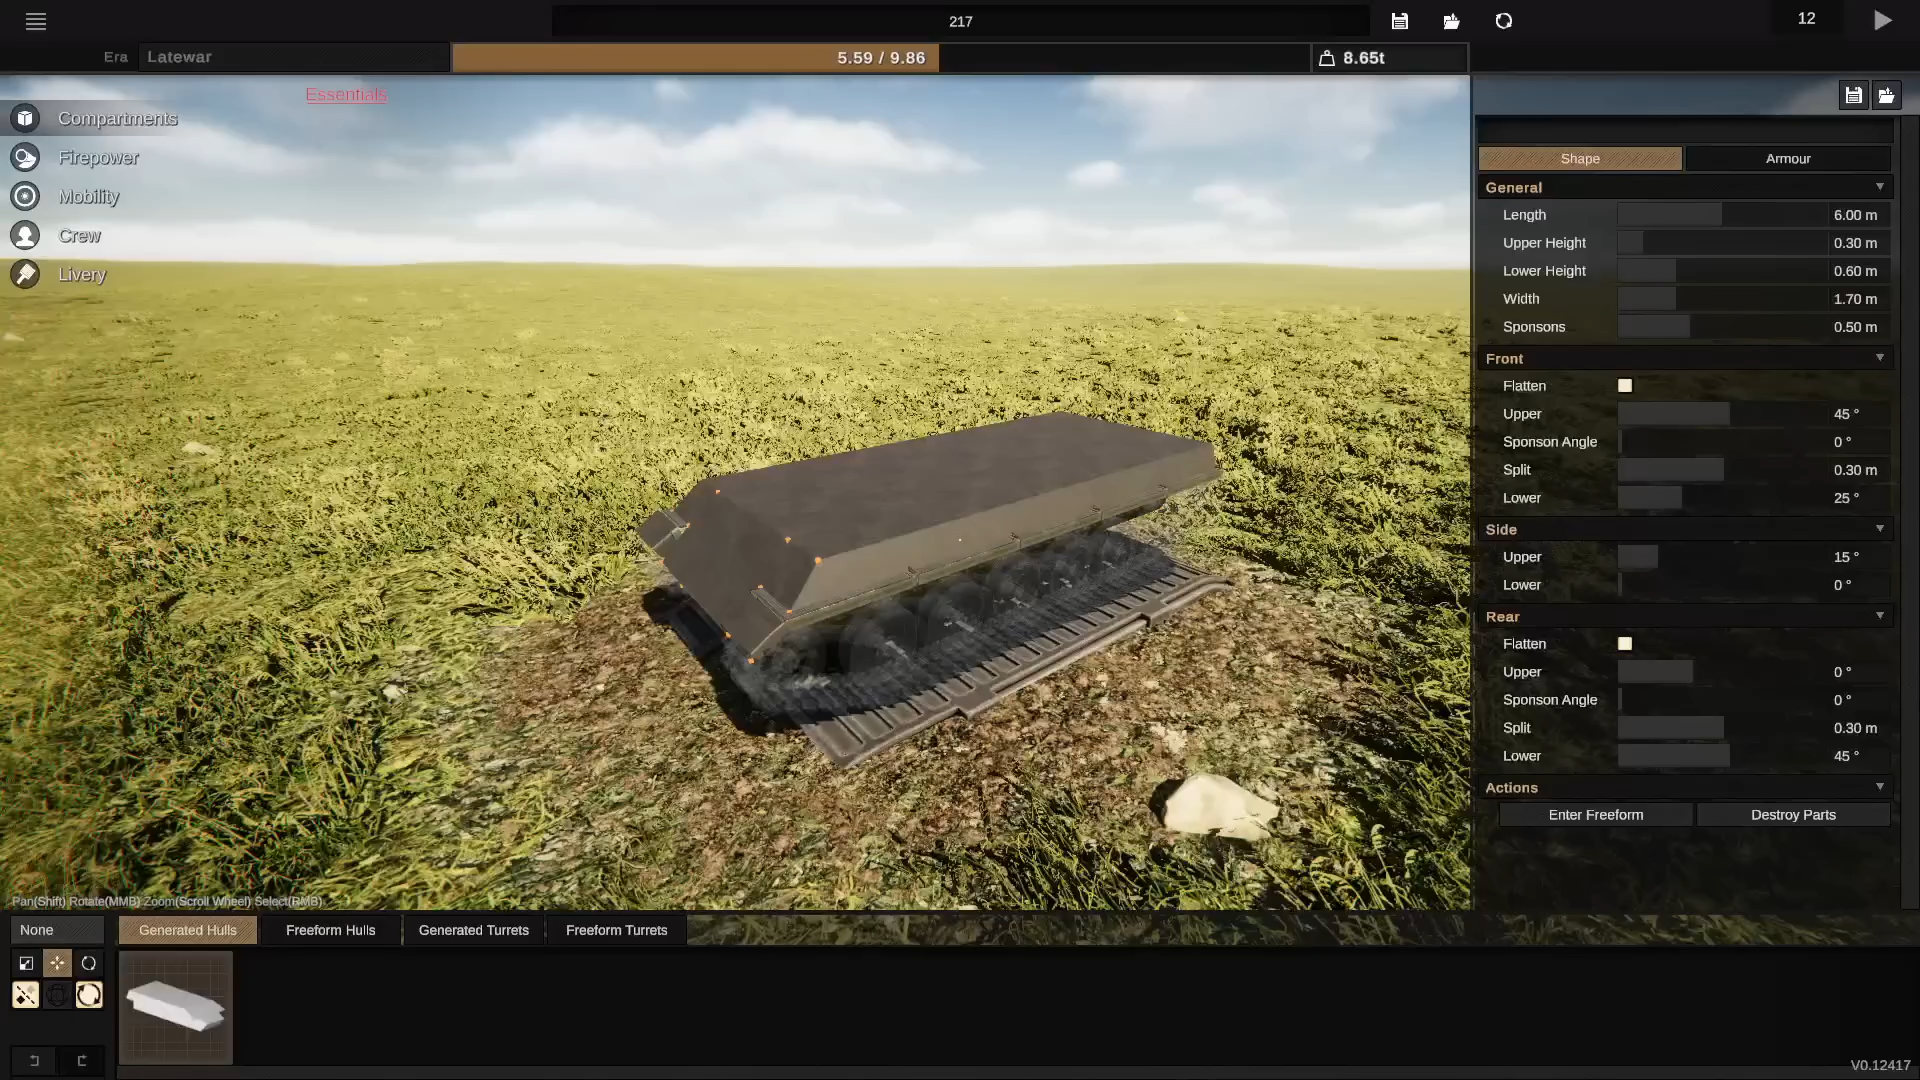 217
12
Era
Latewar
5.59 / 9.86
8.65t
Essentials
Compartments
Firepower
Mobility
Crew
Livery
Shape
Armour
General
Length 6.00 m
Upper Height 0.30 m
Lower Height 0.60 m
Width 1.70 m
Sponsons 0.50 m
Front
Flatten
Upper 45 °
Sponson Angle 0 °
Split 0.30 m
Lower 25 °
Side
Upper 15 °
Lower 0 °
Rear
Flatten
Upper 0 °
Sponson Angle 0 °
Split 0.30 m
Lower 45 °
Actions
Enter Freeform
Destroy Parts
Pan(Shift) Rotate(MMB) Zoom(Scroll Wheel) Select(RMB)
None
Generated Hulls
Freeform Hulls
Generated Turrets
Freeform Turrets
V0.12417